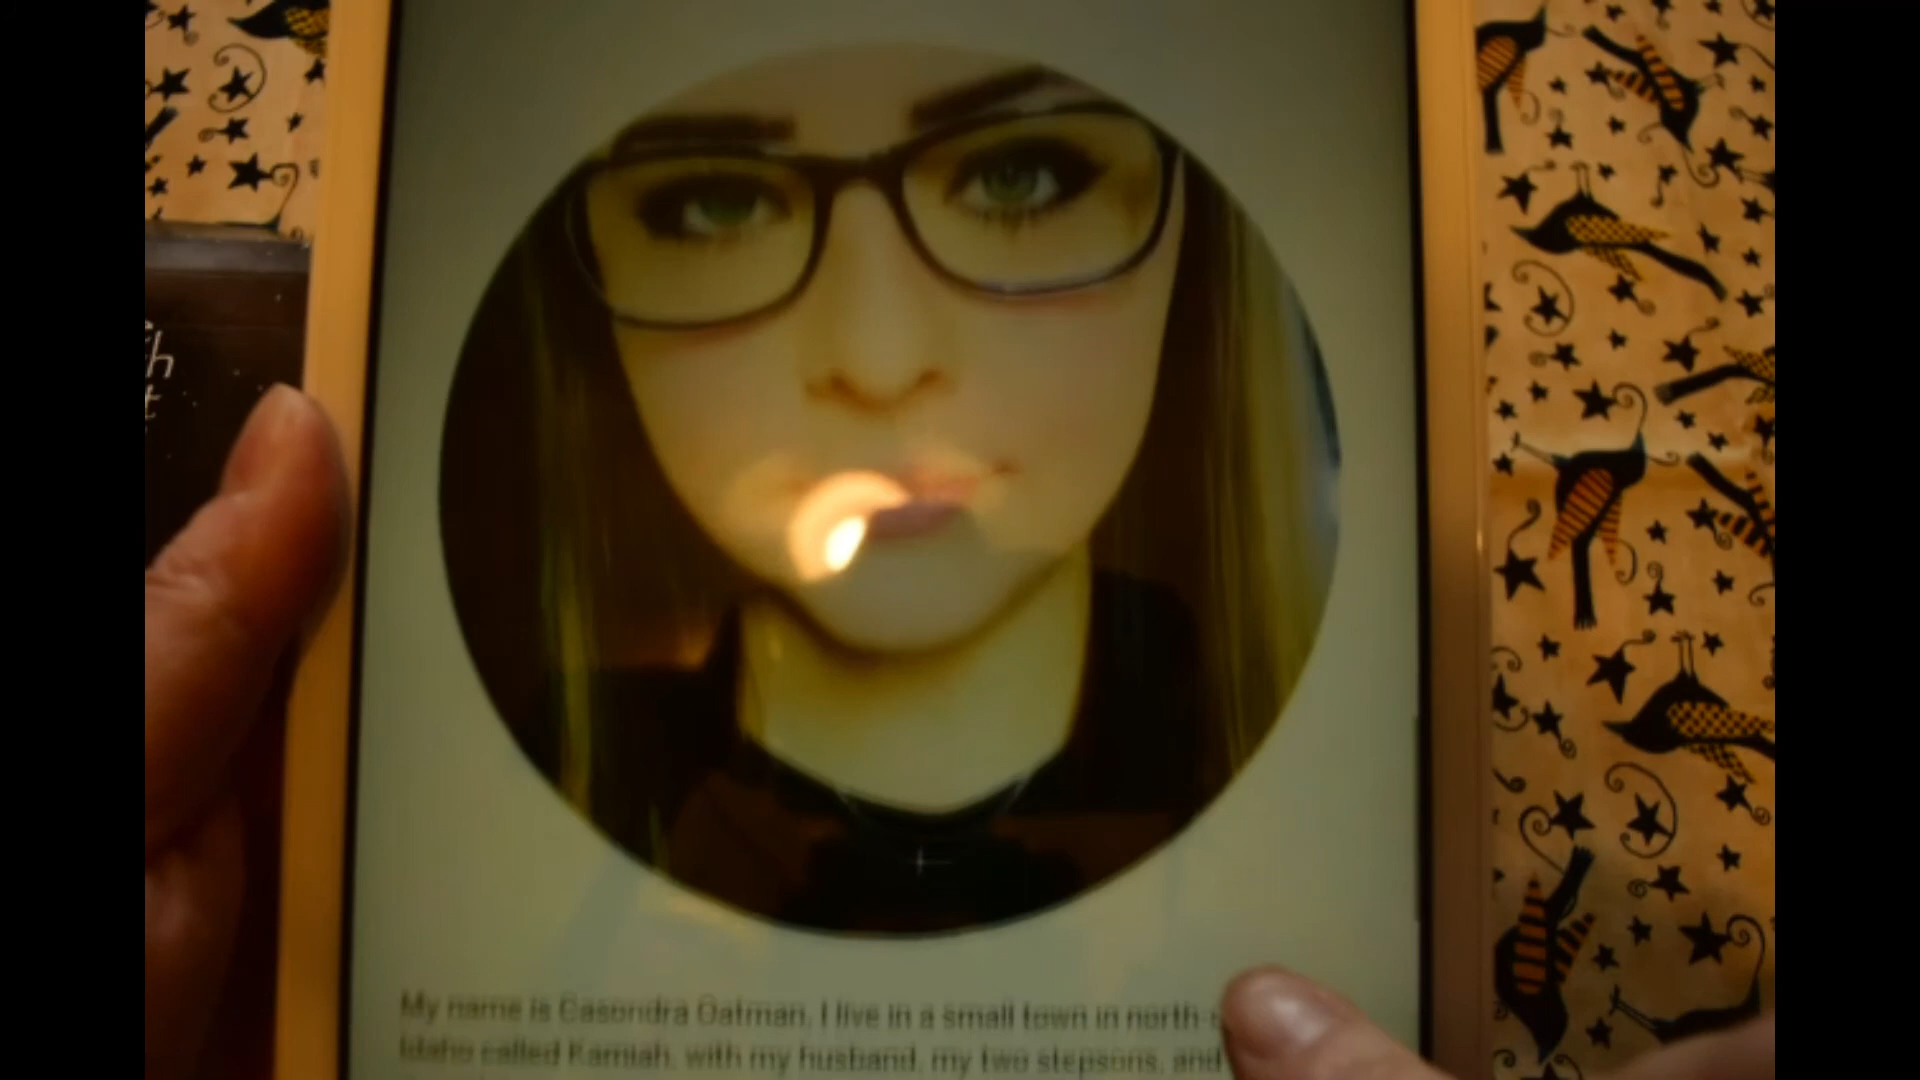 h
t
My name is Casondra Oatman, I live in a small town in north-
Idaho called Kamiah, with my husband, my two stepsons, and